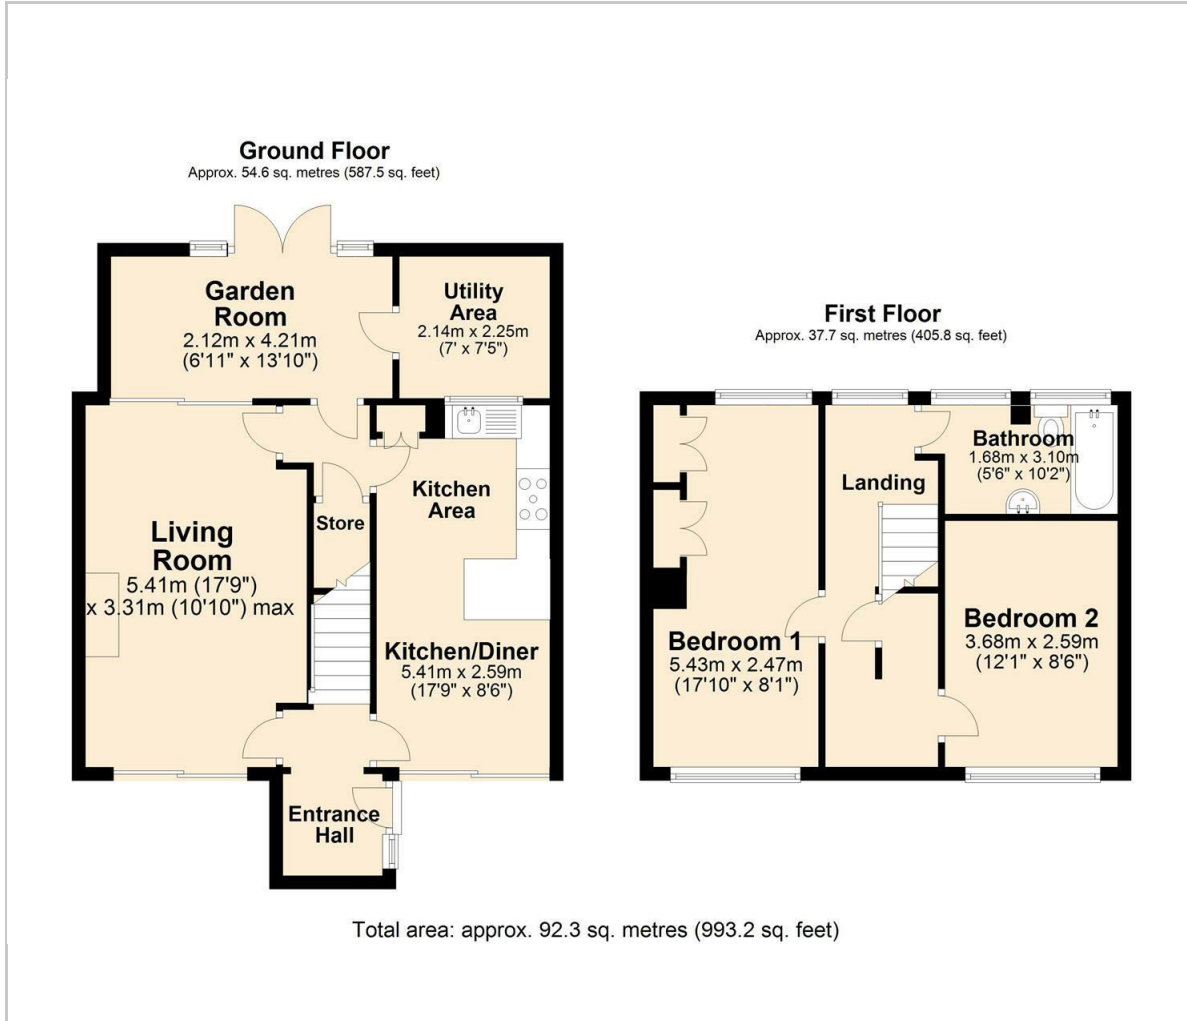 Ground Floor
Approx. 54.6 sq. metres (587.5 sq. feet)
Garden
Room
2.12m x 4.21m
(6'11" x 13'10")
Utility
Area
2.14m x 2.25m
(7' x 7'5")
Kitchen
Area
Store
Living
Room
5.41m (17'9")
x 3.31m (10'10") max
Kitchen/Diner
5.41m x 2.59m
(17'9" x 8'6")
Entrance
Hall
First Floor
Approx. 37.7 sq. metres (405.8 sq. feet)
Bathroom
1.68m x 3.10m
(5'6" x 10'2")
Landing
Bedroom 1
5.43m x 2.47m
(17'10" x 8'1")
Bedroom 2
3.68m x 2.59m
(12'1" x 8'6")
Total area: approx. 92.3 sq. metres (993.2 sq. feet)